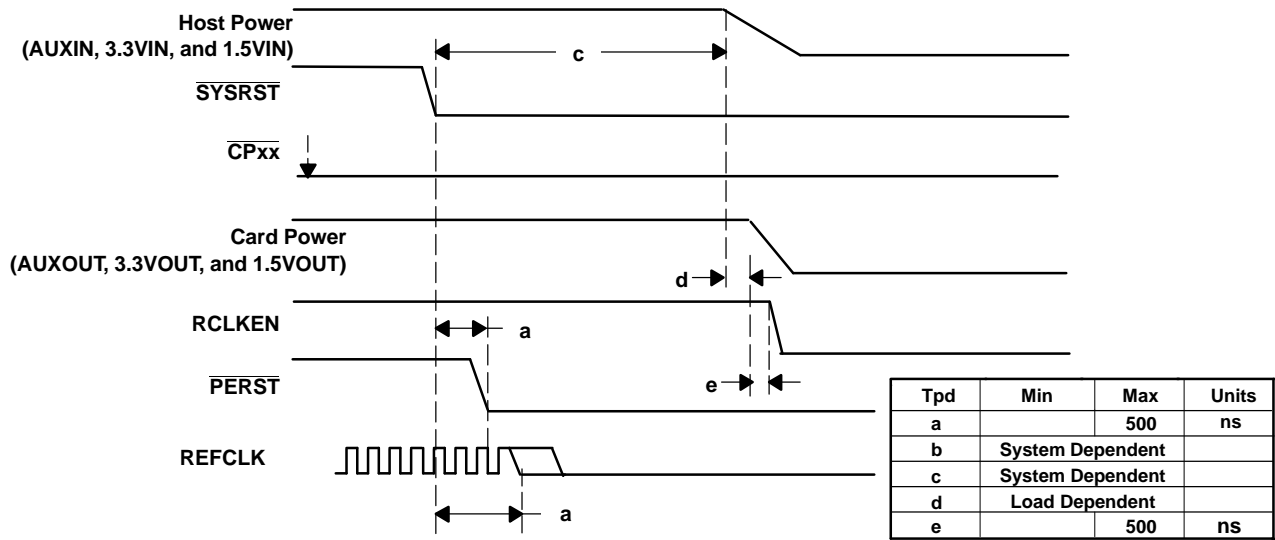 Host Power
(AUXIN, 3.3VIN, and 1.5VIN)
c
SYSRST
CPxx
Card Power
(AUXOUT, 3.3VOUT, and 1.5VOUT)
d
RCLKEN
a
PERST
e
REFCLK
a
Tpd Min Max Units
a 500 ns
b System Dependent
c System Dependent
d Load Dependent
e 500 ns